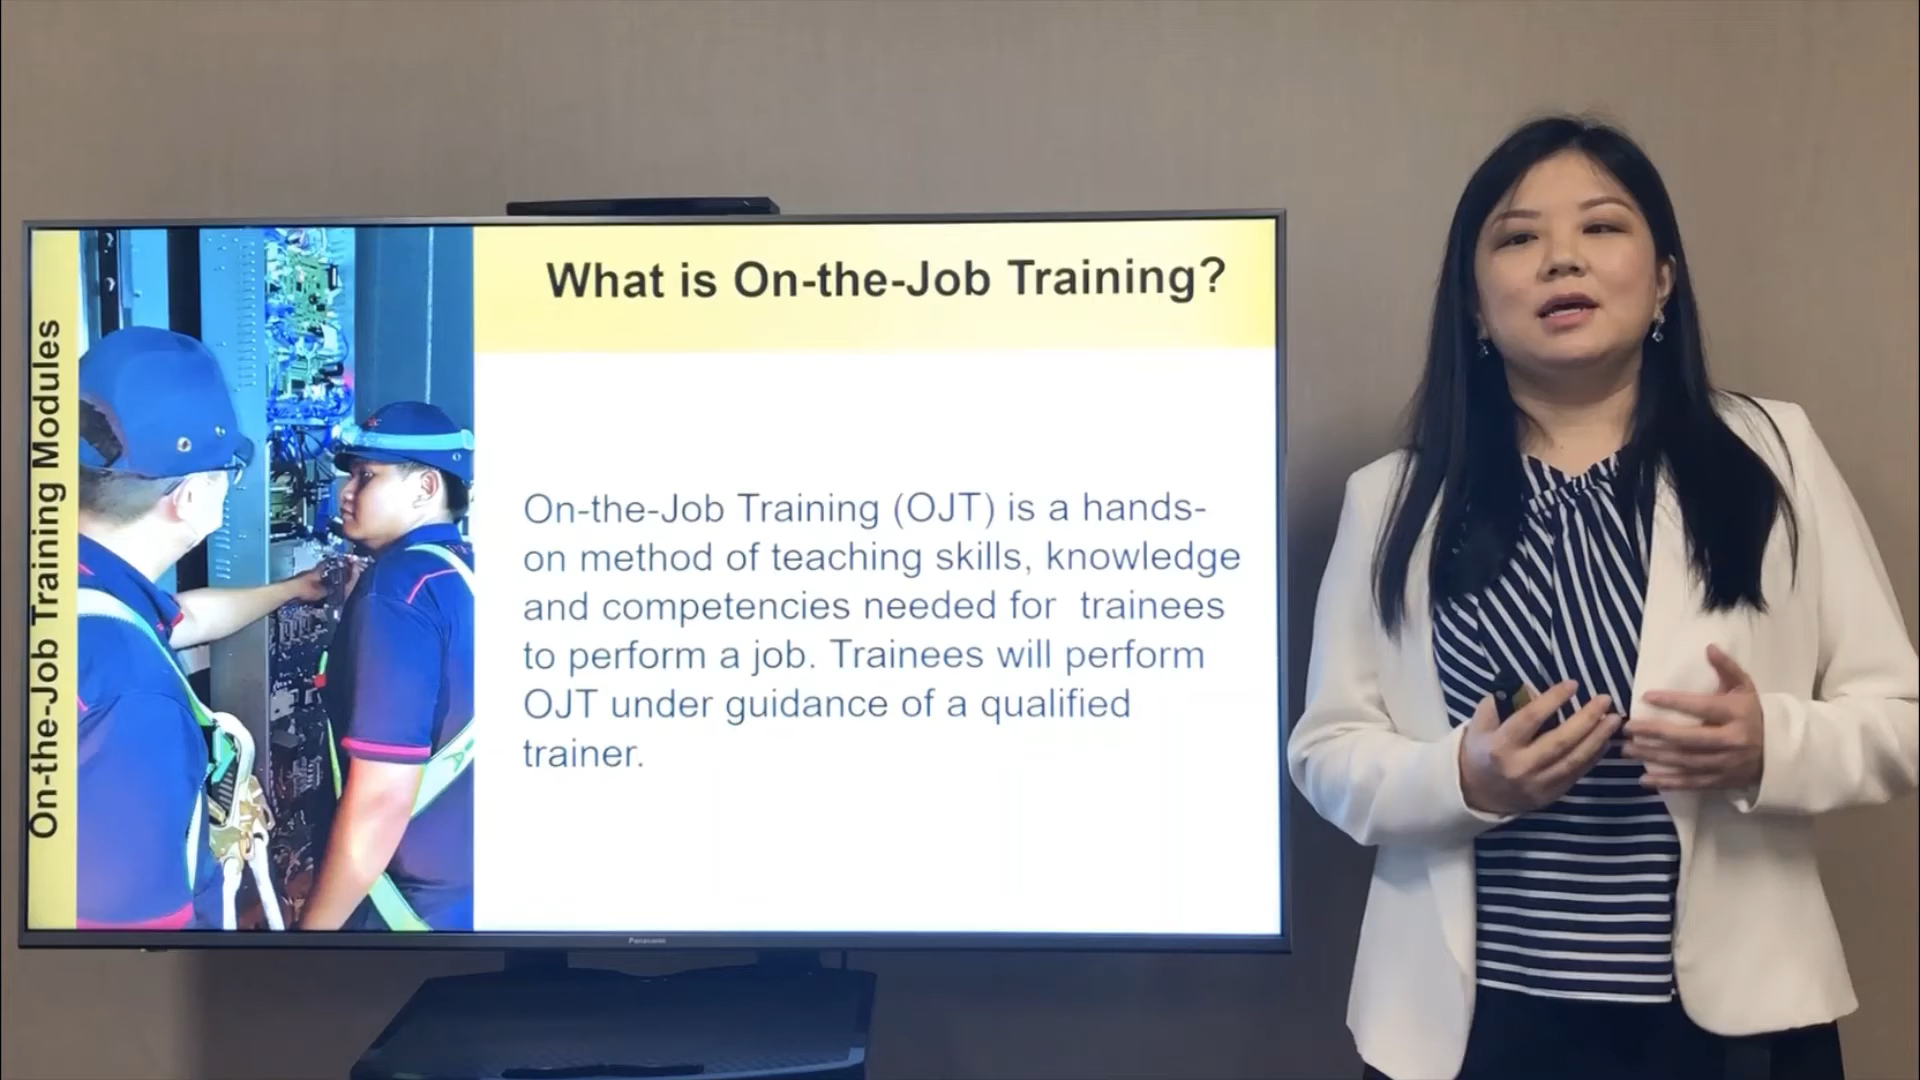 On-the-Job Training Modules
What is On-the-Job Training?
On-the-Job Training (OJT) is a hands-
on method of teaching skills, knowledge
and competencies needed for trainees
to perform a job. Trainees will perform
OJT under guidance of a qualified
trainer.
Panasonic